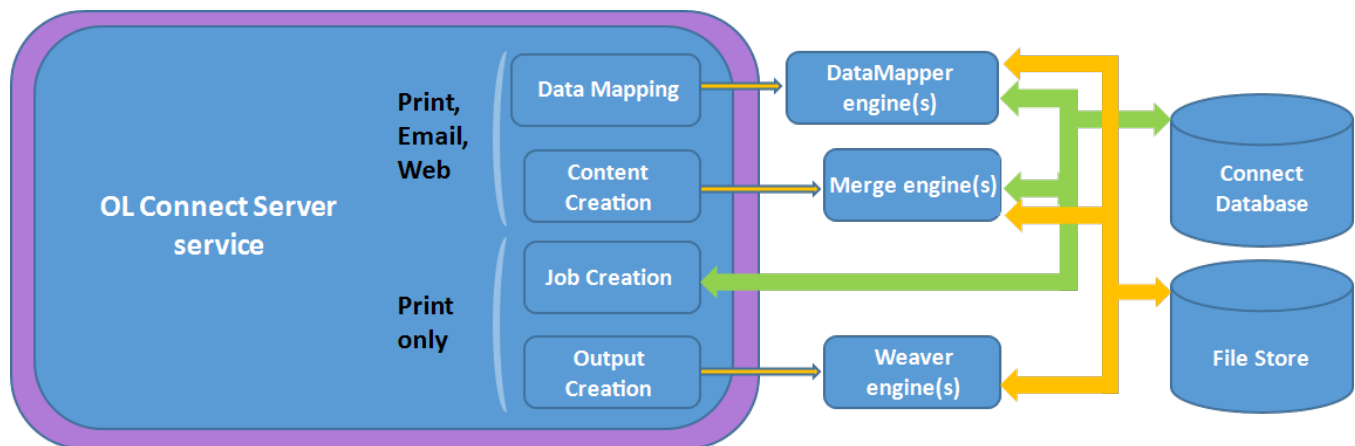 OL Connect Server
service
Print,
Email,
Web
Data Mapping
Content
Creation
Print
only
Job Creation
Output
Creation
DataMapper
engine(s)
Merge engine(s)
Weaver
engine(s)
Connect
Database
File Store